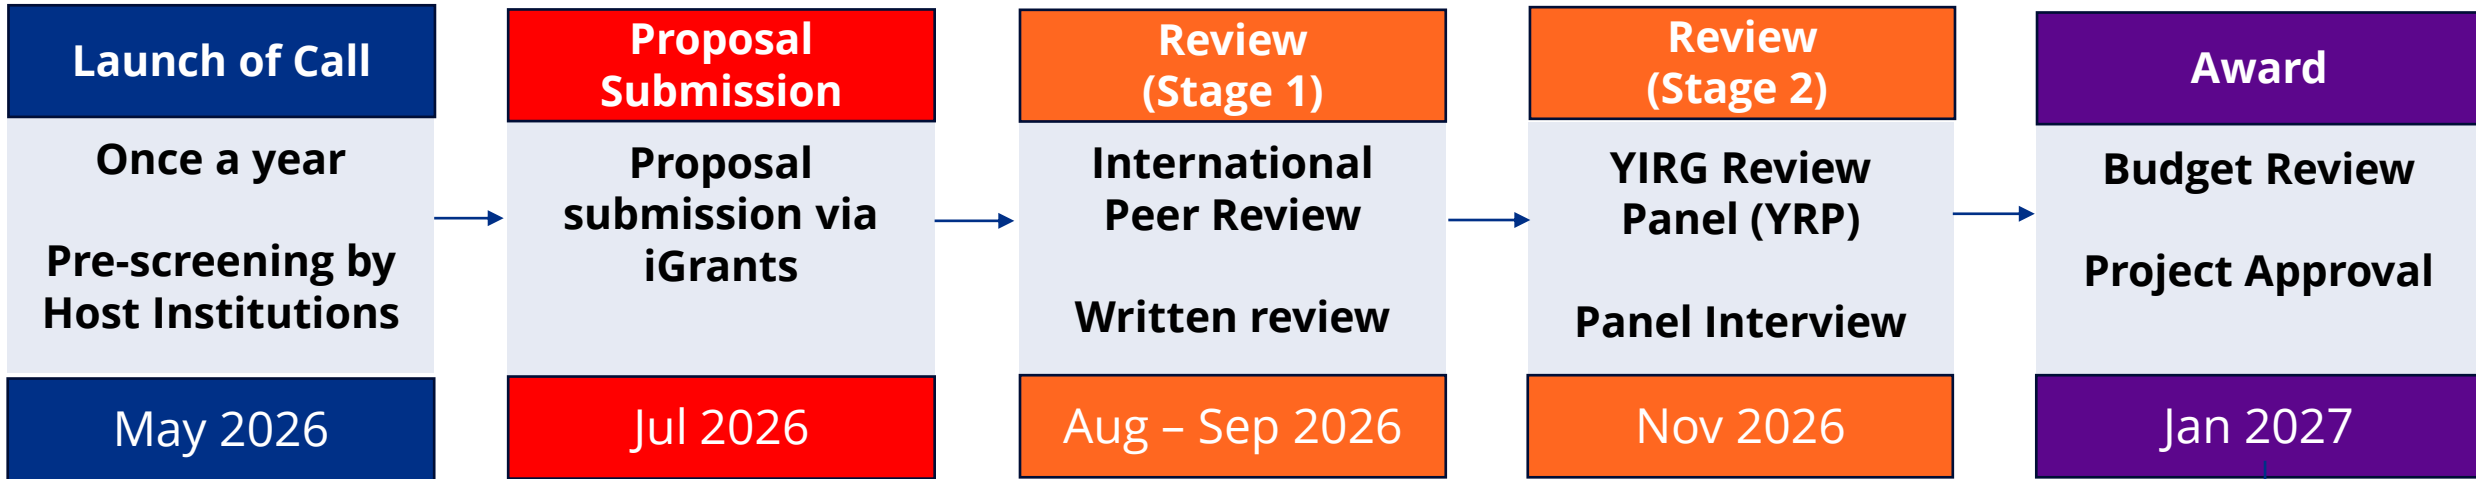 Launch of Call
Once a year
Pre-screening by
Host Institutions
May 2026
Proposal
Submission
Proposal
submission via
iGrants
Jul 2026
Review
(Stage 1)
International
Peer Review
Written review
Aug – Sep 2026
Review
(Stage 2)
YIRG Review
Panel (YRP)
Panel Interview
Nov 2026
Award
Budget Review
Project Approval
Jan 2027